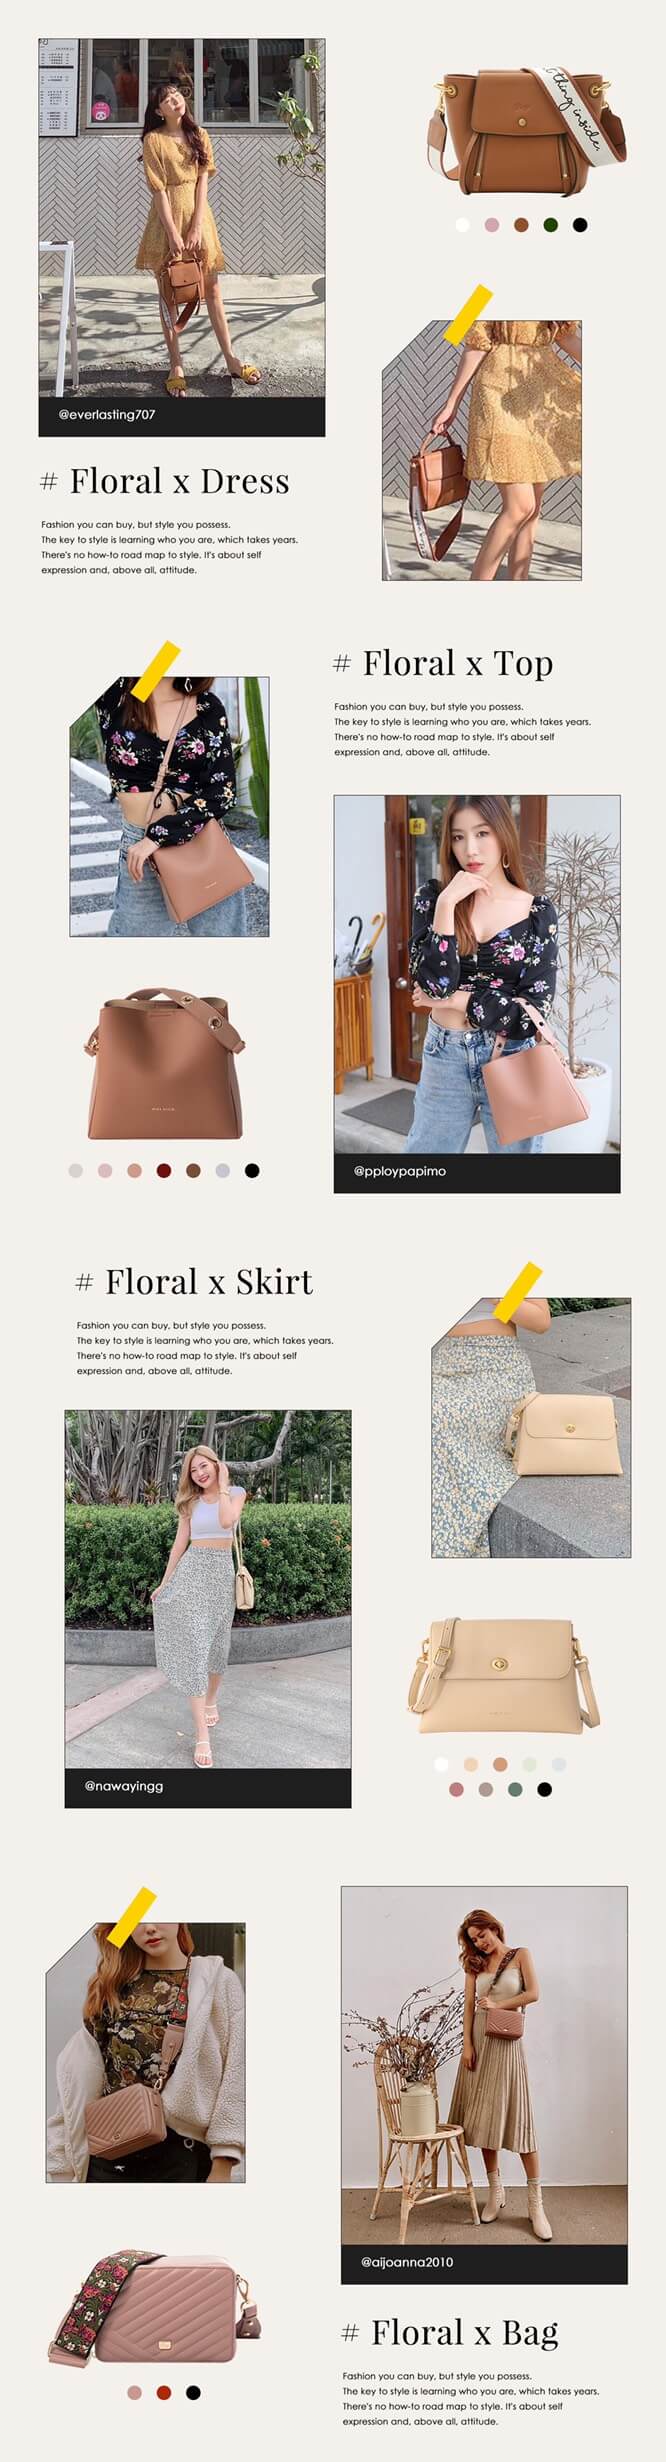 thing inside.
@everlasting707
# Floral x Dress
Fashion you can buy, but style you possess.
The key to style is learning who you are, which takes years.
There's no how-to road map to style. It's about self
expression and, above all, attitude.
# Floral x Top
Fashion you can buy, but style you possess.
The key to style is learning who you are, which takes years.
There's no how-to road map to style. It's about self
expression and, above all, attitude.
@pploypapimo
# Floral x Skirt
Fashion you can buy, but style you possess.
The key to style is learning who you are, which takes years.
There's no how-to road map to style. It's about self
expression and, above all, attitude.
@nawayingg
@aijoanna2010
# Floral x Bag
Fashion you can buy, but style you possess.
The key to style is learning who you are, which takes years.
There's no how-to road map to style. It's about self
expression and, above all, attitude.